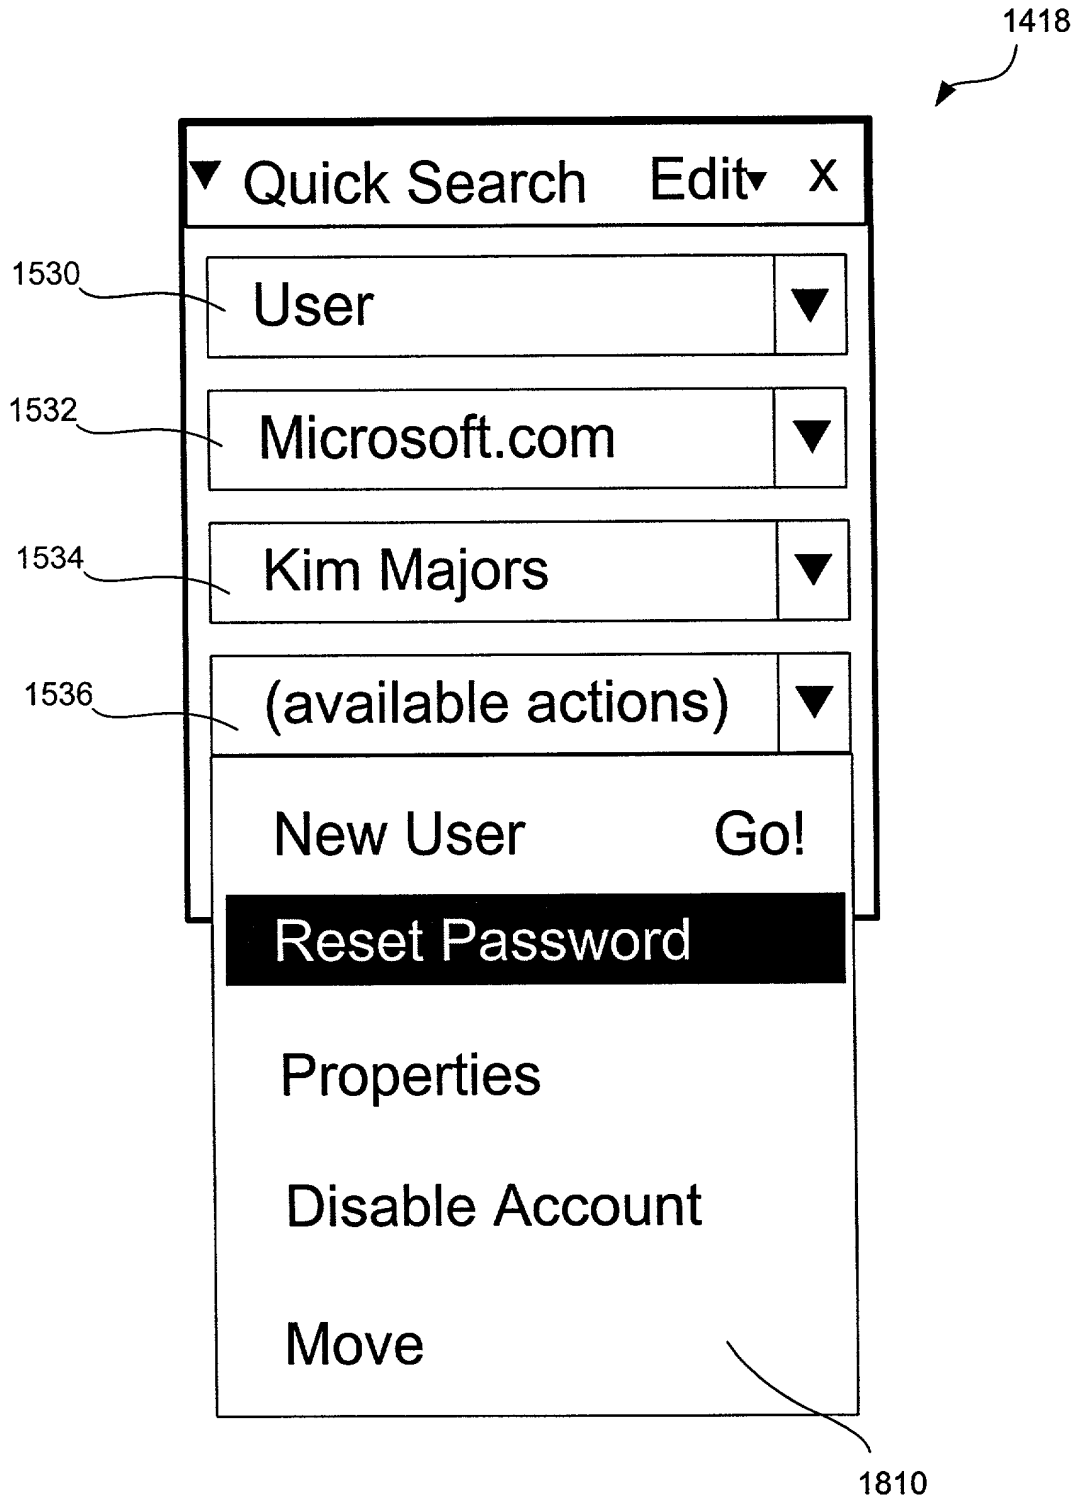 1418
Quick Search Edit X
1530
User
1532
Microsoft.com
1534
Kim Majors
1536
(available actions)
New User Go!
Reset Password
Properties
Disable Account
Move
1810